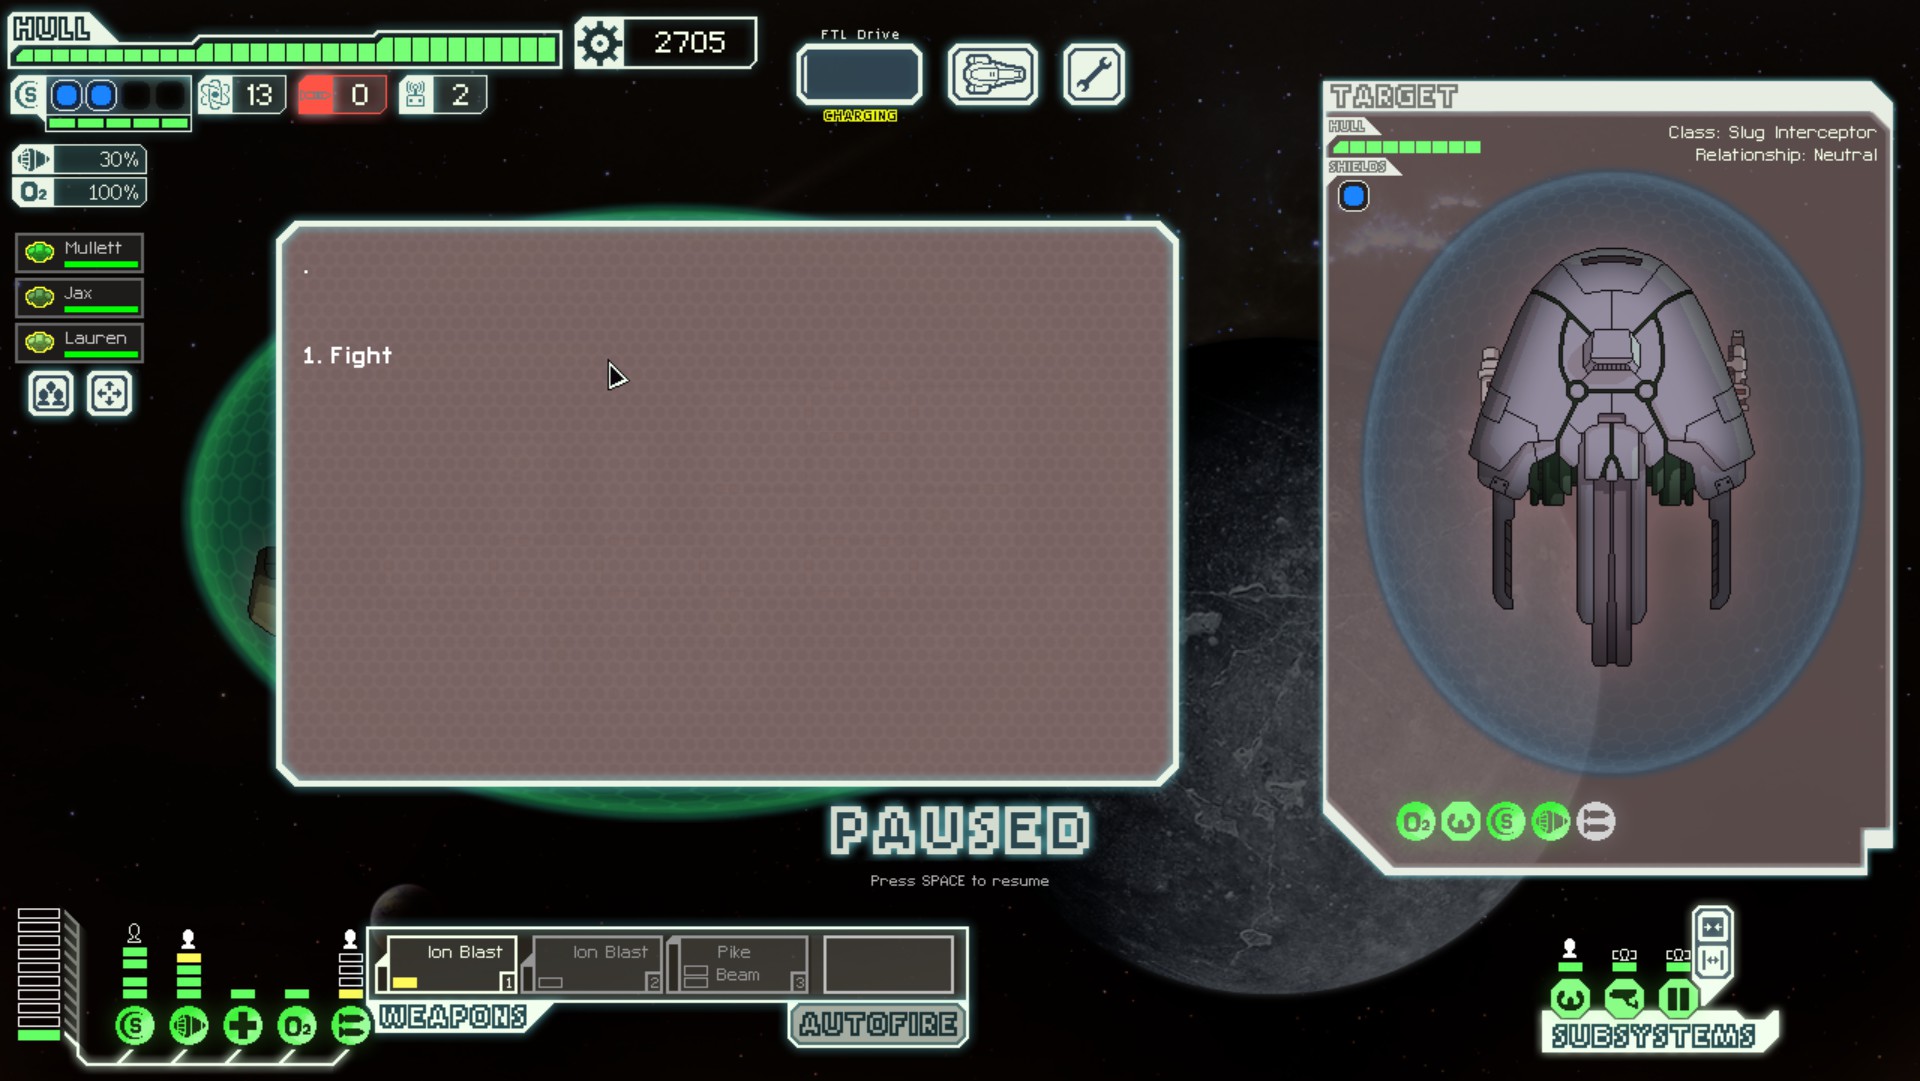 HULL
2705
FTL Drive
CHARGING
S
13
0
2
30%
O2 100%
Mullett
Jax
Lauren
.
1. Fight
TARGET
HULL
Class: Slug Interceptor
Relationship: Neutral
SHIELDS
O2
S
PAUSED
Press SPACE to resume
Ion Blast
1
Ion Blast
2
Pike
Beam
3
S
O2
WEAPONS
AUTOFIRE
SUBSYSTEMS